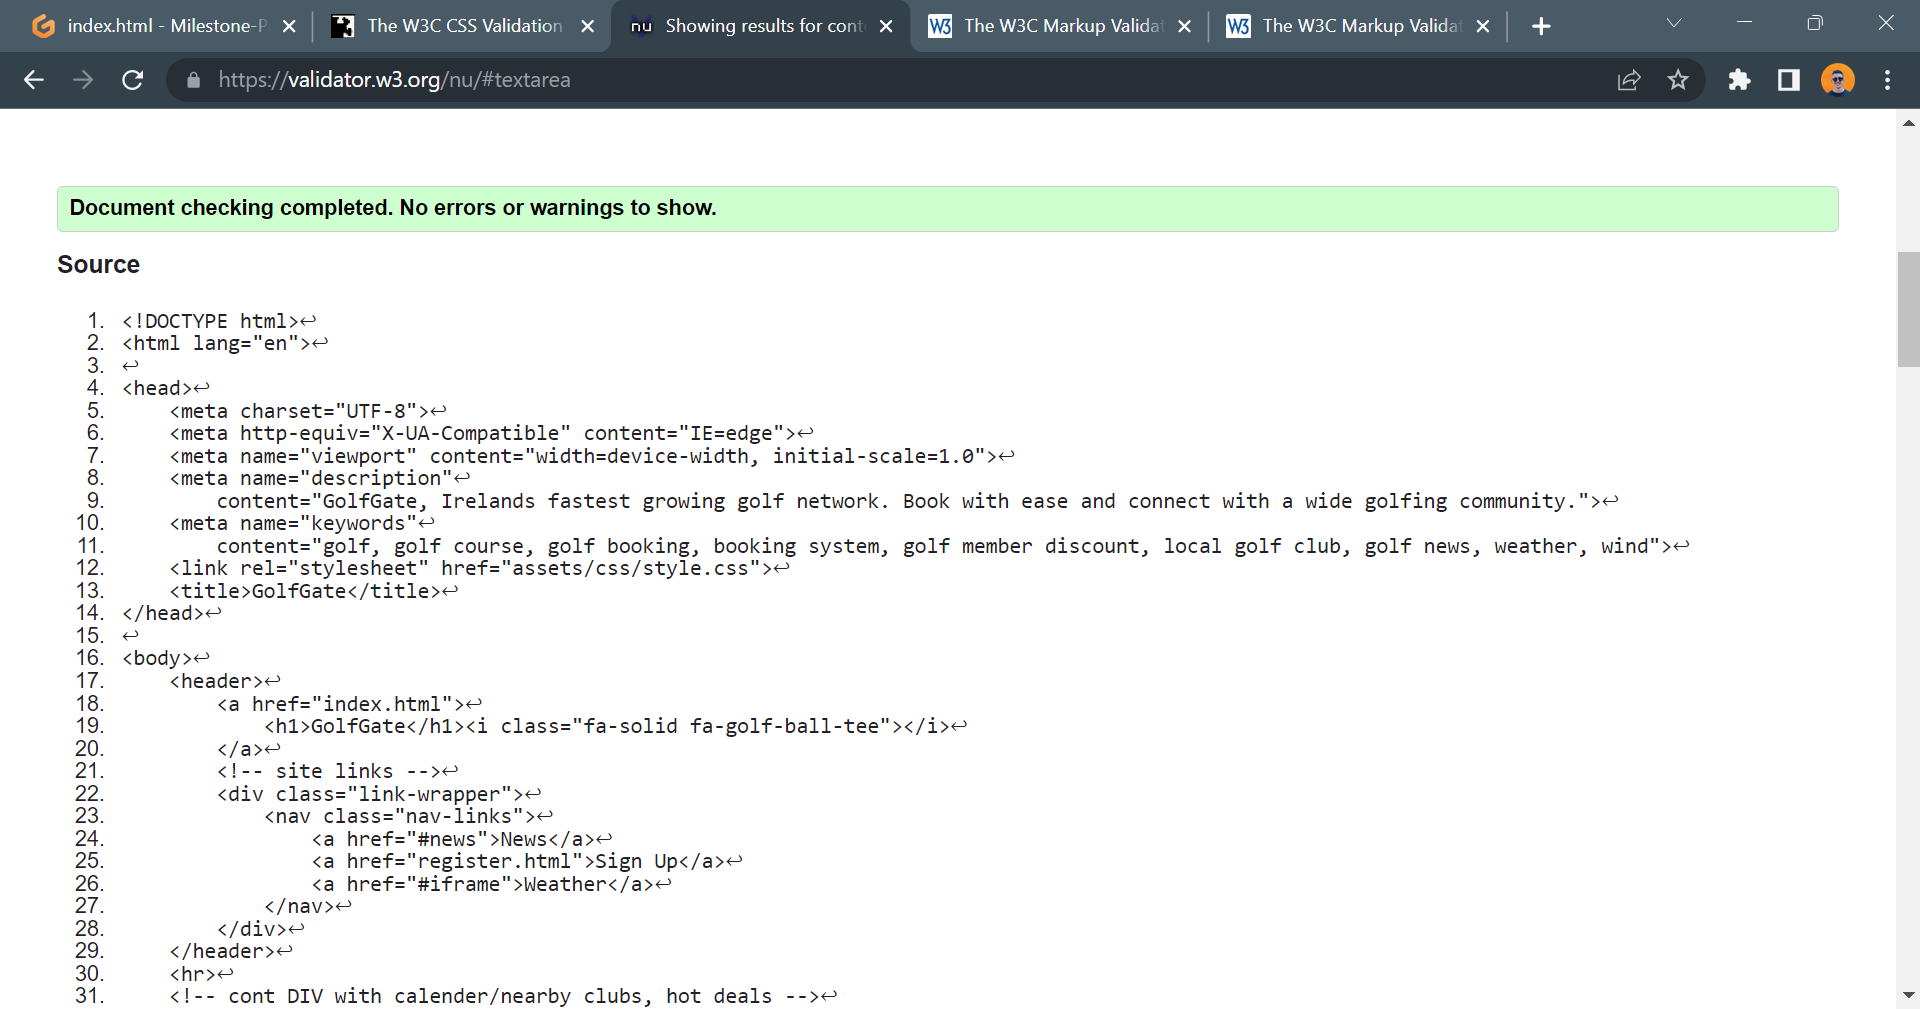 index.html - Milestone-P
The W3C CSS Validation
nu Showing results for cont
W3 The W3C Markup Validat
W3 The W3C Markup Validat
https://validator.w3.org/nu/#textarea
Document checking completed. No errors or warnings to show.
Source
1. <!DOCTYPE html>↩
2. <html lang="en">↩
3. ↩
4. <head>↩
5. <meta charset="UTF-8">↩
6. <meta http-equiv="X-UA-Compatible" content="IE=edge">↩
7. <meta name="viewport" content="width=device-width, initial-scale=1.0">↩
8. <meta name="description"↩
9. content="GolfGate, Irelands fastest growing golf network. Book with ease and connect with a wide golfing community.">↩
10. <meta name="keywords"↩
11. content="golf, golf course, golf booking, booking system, golf member discount, local golf club, golf news, weather, wind">↩
12. <link rel="stylesheet" href="assets/css/style.css">↩
13. <title>GolfGate</title>↩
14. </head>↩
15. ↩
16. <body>↩
17. <header>↩
18. <a href="index.html">↩
19. <h1>GolfGate</h1><i class="fa-solid fa-golf-ball-tee"></i>↩
20. </a>↩
21. <!-- site links -->↩
22. <div class="link-wrapper">↩
23. <nav class="nav-links">↩
24. <a href="#news">News</a>↩
25. <a href="register.html">Sign Up</a>↩
26. <a href="#iframe">Weather</a>↩
27. </nav>↩
28. </div>↩
29. </header>↩
30. <hr>↩
31. <!-- cont DIV with calender/nearby clubs, hot deals -->↩